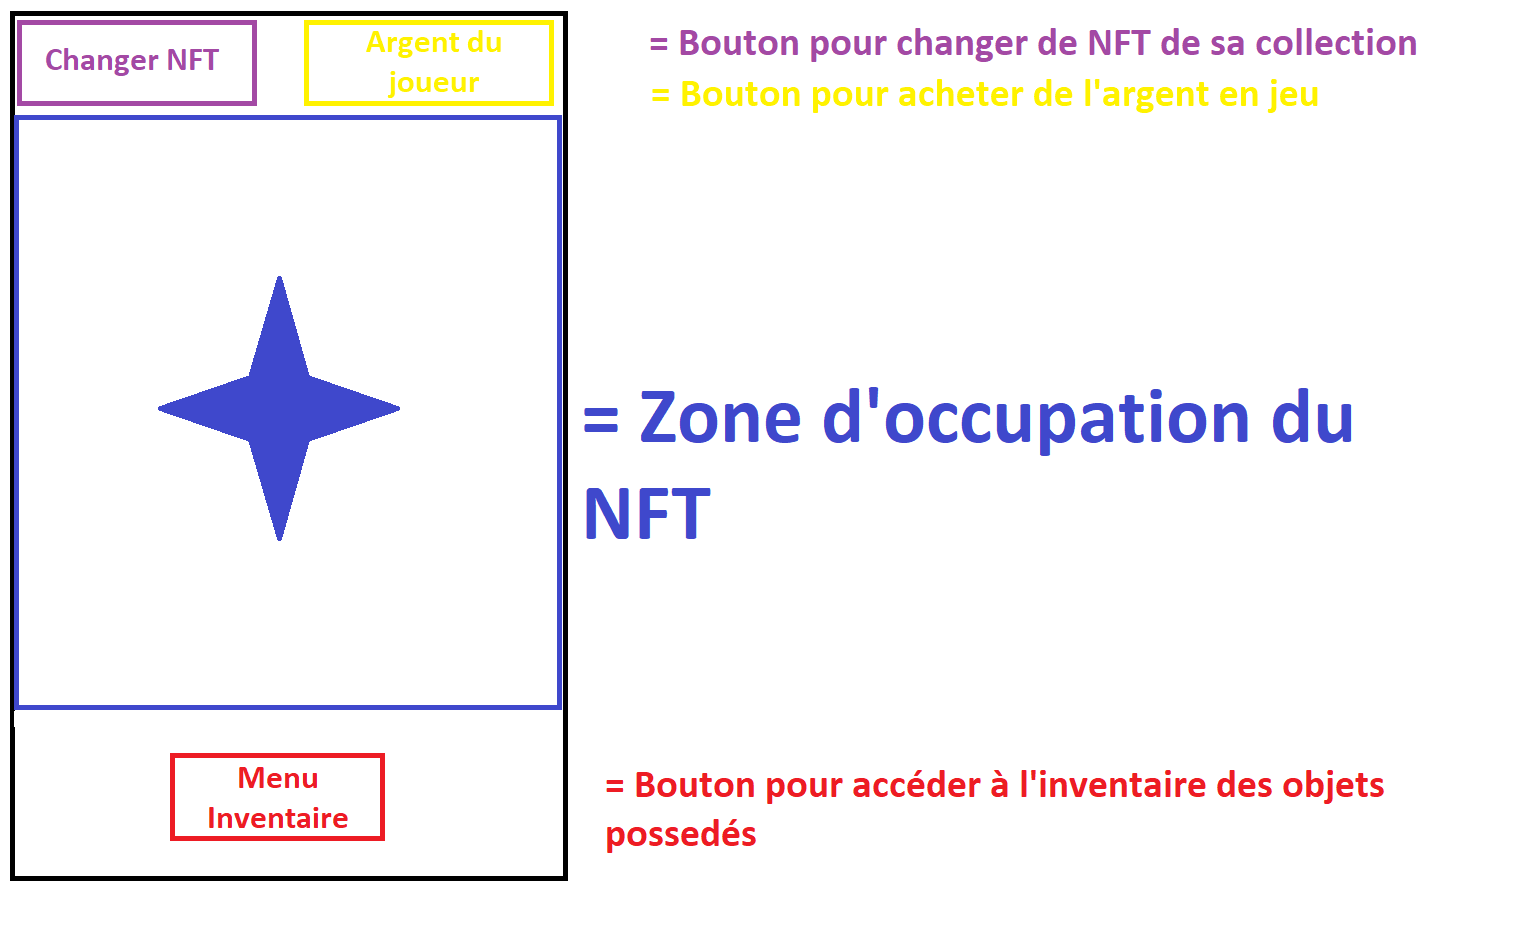 Changer NFT
Argent du
joueur
= Bouton pour changer de NFT de sa collection
= Bouton pour acheter de l'argent en jeu
= Zone d'occupation du
NFT
Menu
Inventaire
= Bouton pour accéder à l'inventaire des objets
possedés